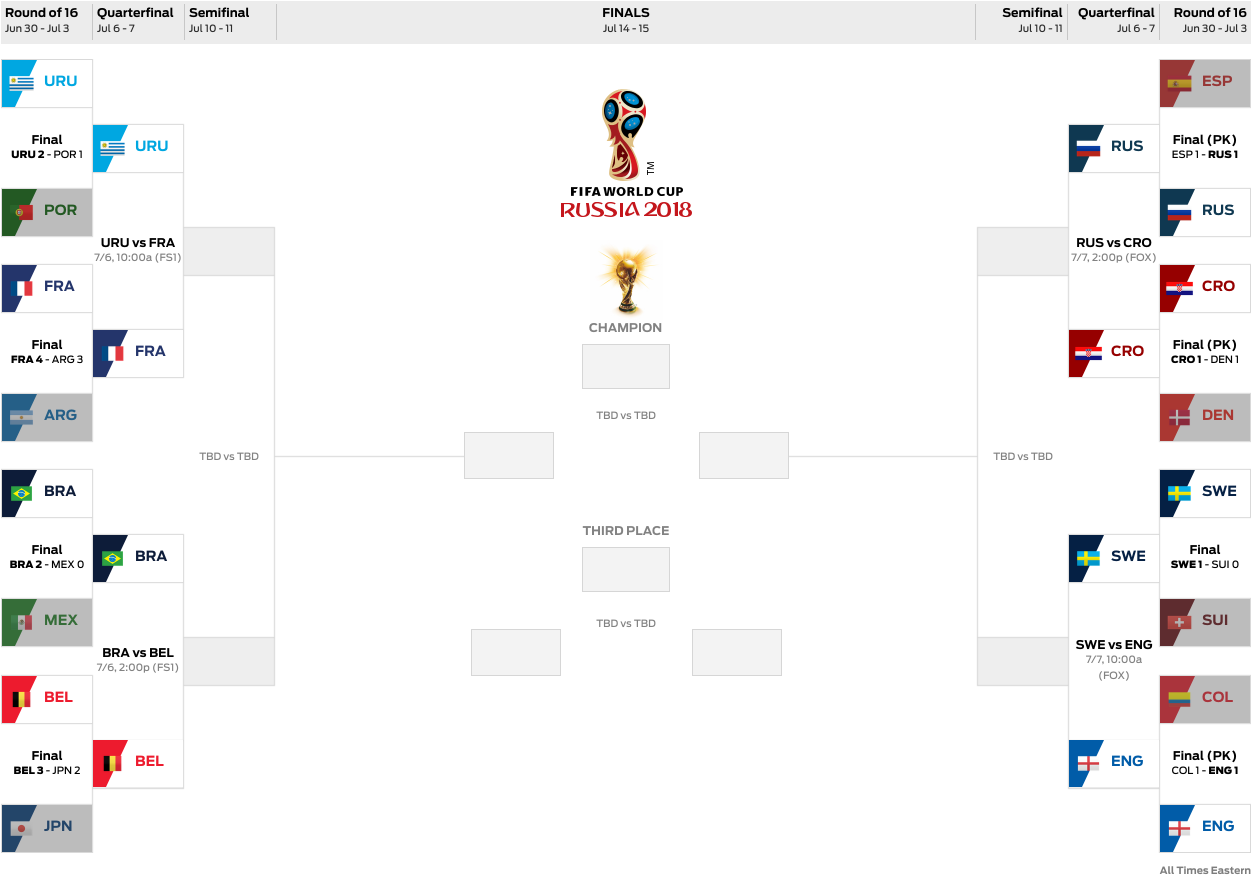 Round of 16
Jun 30 - Jul 3
Quarterfinal
Jul 6 - 7
Semifinal
Jul 10 - 11
FINALS
Jul 14 - 15
Semifinal
Jul 10 - 11
Quarterfinal
Jul 6 - 7
Round of 16
Jun 30 - Jul 3
URU
Final
URU 2 - POR 1
POR
FRA
Final
FRA 4 - ARG 3
ARG
BRA
Final
BRA 2 - MEX 0
MEX
BEL
Final
BEL 3 - JPN 2
JPN
URU
URU vs FRA
7/6, 10:00a (FS1)
FRA
BRA
BRA vs BEL
7/6, 2:00p (FS1)
BEL
TBD vs TBD
TM
FIFA WORLD CUP
RUSSIA 2018
CHAMPION
TBD vs TBD
THIRD PLACE
TBD vs TBD
TBD vs TBD
RUS
RUS vs CRO
7/7, 2:00p (FOX)
CRO
SWE
SWE vs ENG
7/7, 10:00a
(FOX)
ENG
ESP
Final (PK)
ESP 1 - RUS 1
RUS
CRO
Final (PK)
CRO 1 - DEN 1
DEN
SWE
Final
SWE 1 - SUI 0
SUI
COL
Final (PK)
COL 1 - ENG 1
ENG
All Times Eastern